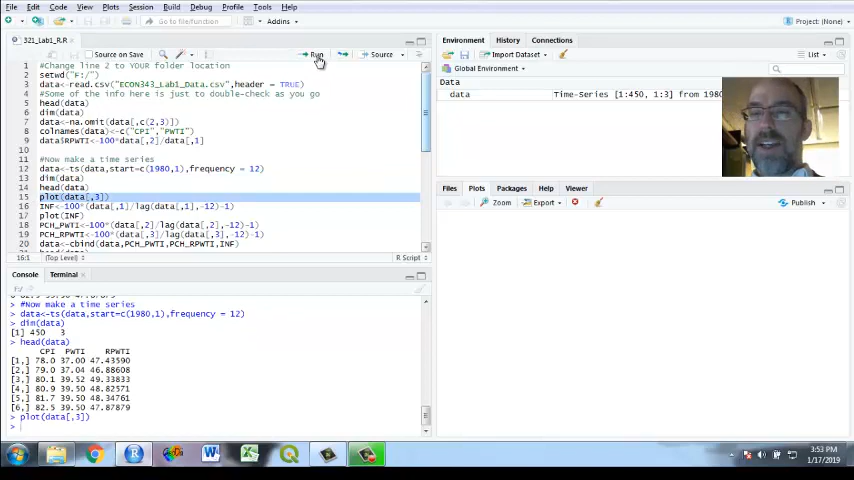 File Edit Code View Plots Session Build Debug Profile Tools Help
Go to file/function Addins Project: (None)
321_Lab1_R.R
Source on Save Run Source
1 #Change line 2 to YOUR folder location
2 setwd("F:/")
3 data<-read.csv("ECON343_Lab1_Data.csv",header = TRUE)
4 #Some of the info here is just to double-check as you go
5 head(data)
6 dim(data)
7 data<-na.omit(data[,c(2,3)])
8 colnames(data)<-c("CPI","PWTI")
9 data$RPWTI<-100*data[,2]/data[,1]
10
11 #Now make a time series
12 data<-ts(data,start=c(1980,1),frequency = 12)
13 dim(data)
14 head(data)
15 plot(data[,3])
16 INF<-100*(data[,1]/lag(data[,1],-12)-1)
17 plot(INF)
18 PCH_PWTI<-100*(data[,2]/lag(data[,2],-12)-1)
19 PCH_RPWTI<-100*(data[,3]/lag(data[,3],-12)-1)
20 data<-cbind(data,PCH_PWTI,PCH_RPWTI,INF)
16:1 (Top Level) R Script
Console Terminal
F:/
> #Now make a time series
> data<-ts(data,start=c(1980,1),frequency = 12)
> dim(data)
[1] 450 3
> head(data)
CPI PWTI RPWTI
[1,] 78.0 37.00 47.43590
[2,] 79.0 37.04 46.88608
[3,] 80.1 39.52 49.33833
[4,] 80.9 39.50 48.82571
[5,] 81.7 39.50 48.34761
[6,] 82.5 39.50 47.87879
> plot(data[,3])
>
Environment History Connections
Import Dataset List
Global Environment
Data
data Time-Series [1:450, 1:3] from 1980
Files Plots Packages Help Viewer
Zoom Export Publish
3:53 PM
1/17/2019